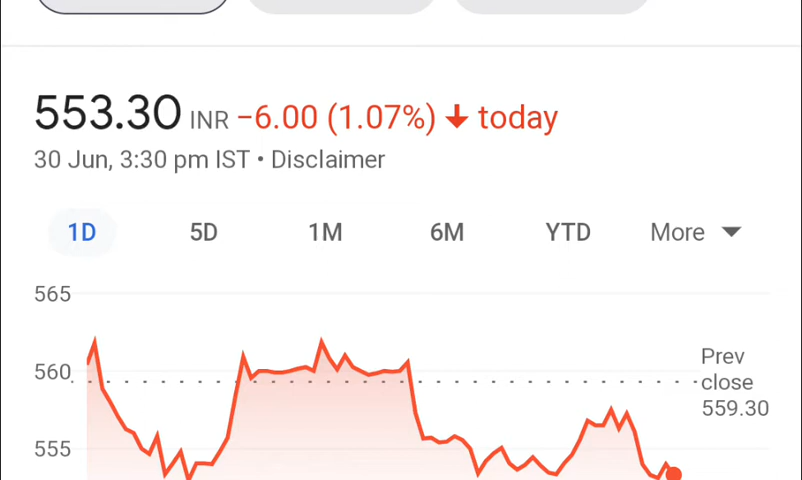 553.30 INR −6.00 (1.07%) ↓ today
30 Jun, 3:30 pm IST • Disclaimer
1D 5D 1M 6M YTD More
565
560
555
Prev
close
559.30